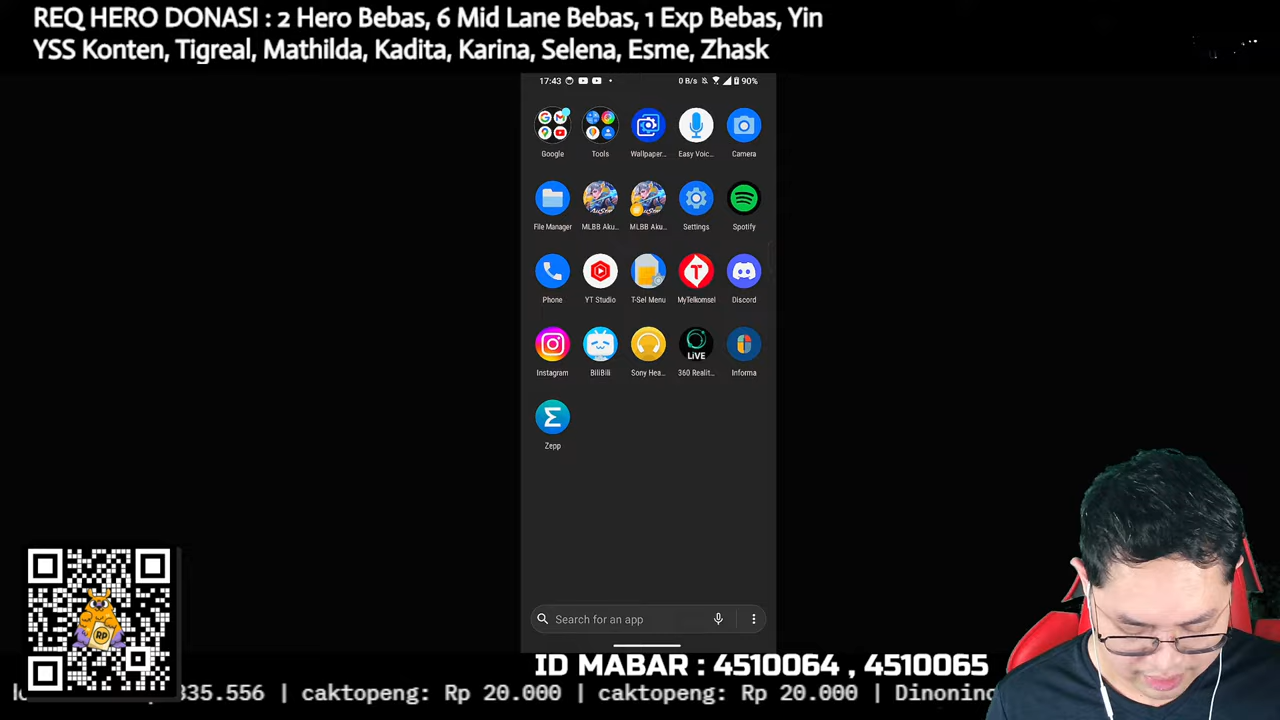 REQ HERO DONASI : 2 Hero Bebas, 6 Mid Lane Bebas, 1 Exp Bebas, Yin
YSS Konten, Tigreal, Mathilda, Kadita, Karina, Selena, Esme, Zhask
17:43 0 B/s 90%
Google Tools Wallpaper... Easy Voic... Camera
File Manager MLBB Aku... MLBB Aku... Settings Spotify
Phone YT Studio T-Sel Menu MyTelkomsel Discord
LiVE
Instagram BiliBili Sony Hea... 360 Realit... Informa
Zepp
Search for an app
RP
ID MABAR : 4510064 , 4510065
335.556 | caktopeng: Rp 20.000 | caktopeng: Rp 20.000 | Dinonino